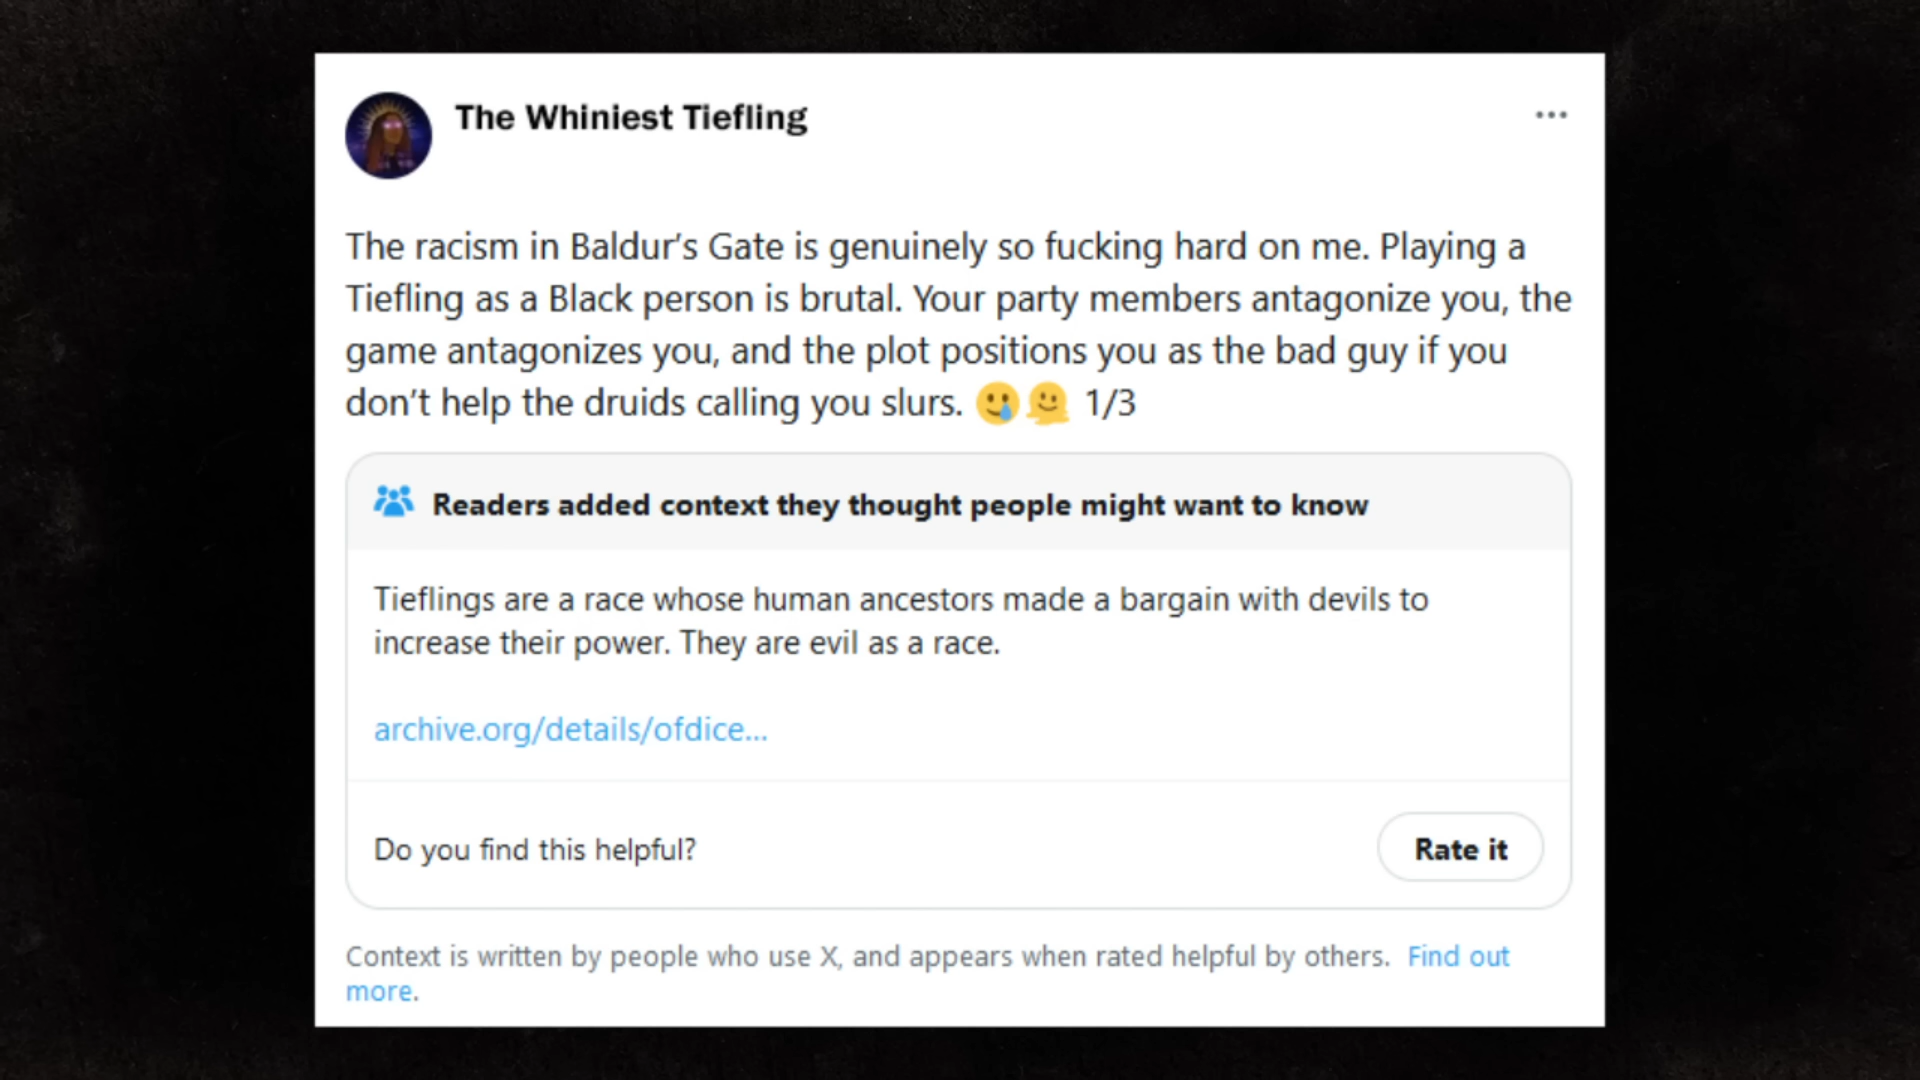 The Whiniest Tiefling
The racism in Baldur’s Gate is genuinely so fucking hard on me. Playing a
Tiefling as a Black person is brutal. Your party members antagonize you, the
game antagonizes you, and the plot positions you as the bad guy if you
don’t help the druids calling you slurs. 🥲🫠 1/3
Readers added context they thought people might want to know
Tieflings are a race whose human ancestors made a bargain with devils to
increase their power. They are evil as a race.
archive.org/details/ofdice...
Do you find this helpful?
Rate it
Context is written by people who use X, and appears when rated helpful by others. Find out
more.